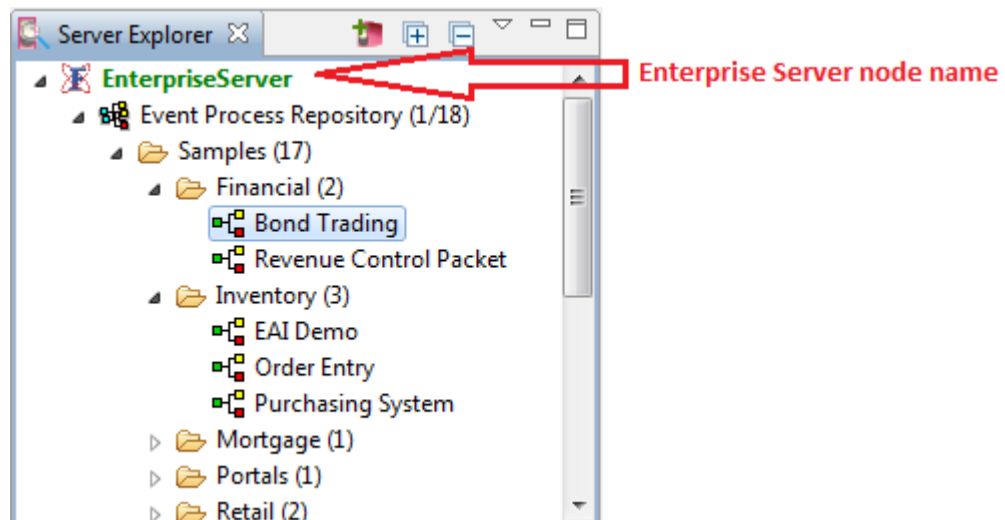 Server Explorer
EnterpriseServer
Enterprise Server node name
Event Process Repository (1/18)
Samples (17)
Financial (2)
Bond Trading
Revenue Control Packet
Inventory (3)
EAI Demo
Order Entry
Purchasing System
Mortgage (1)
Portals (1)
Retail (2)